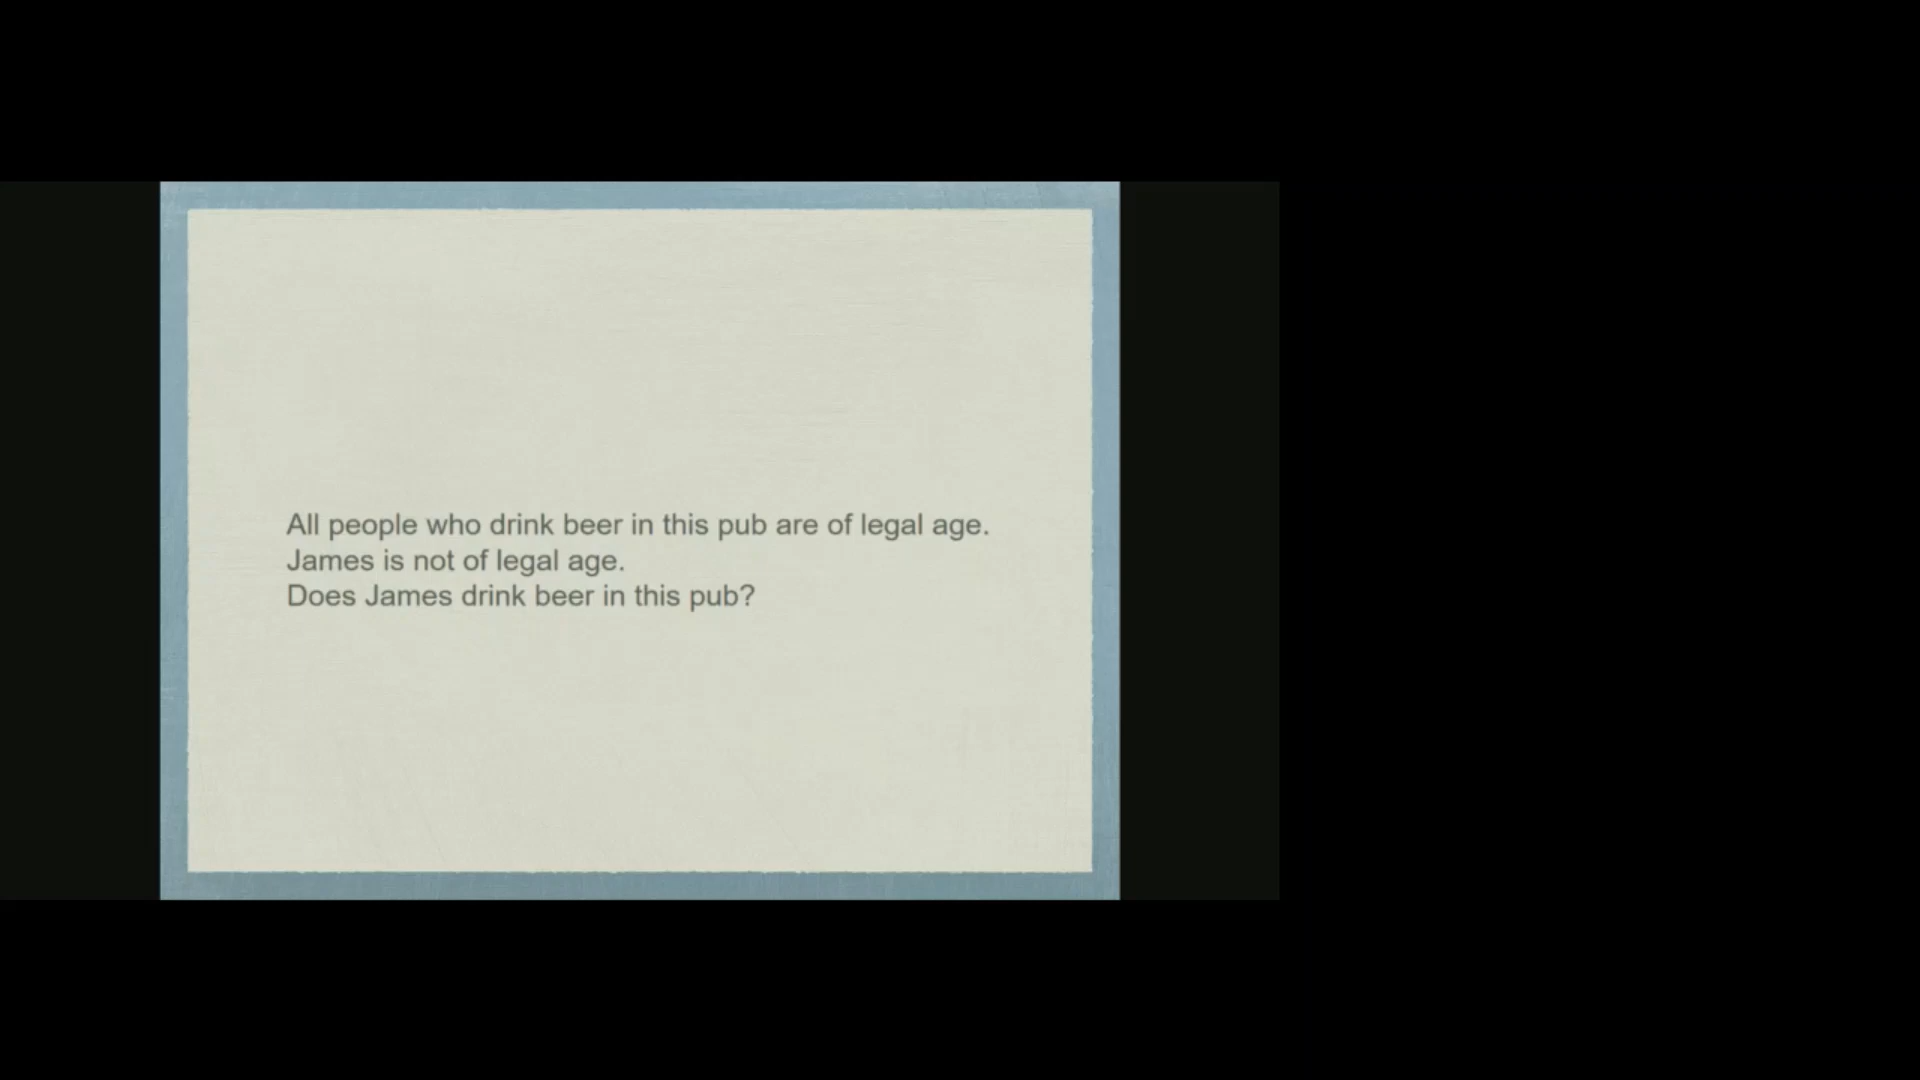 All people who drink beer in this pub are of legal age.
James is not of legal age.
Does James drink beer in this pub?